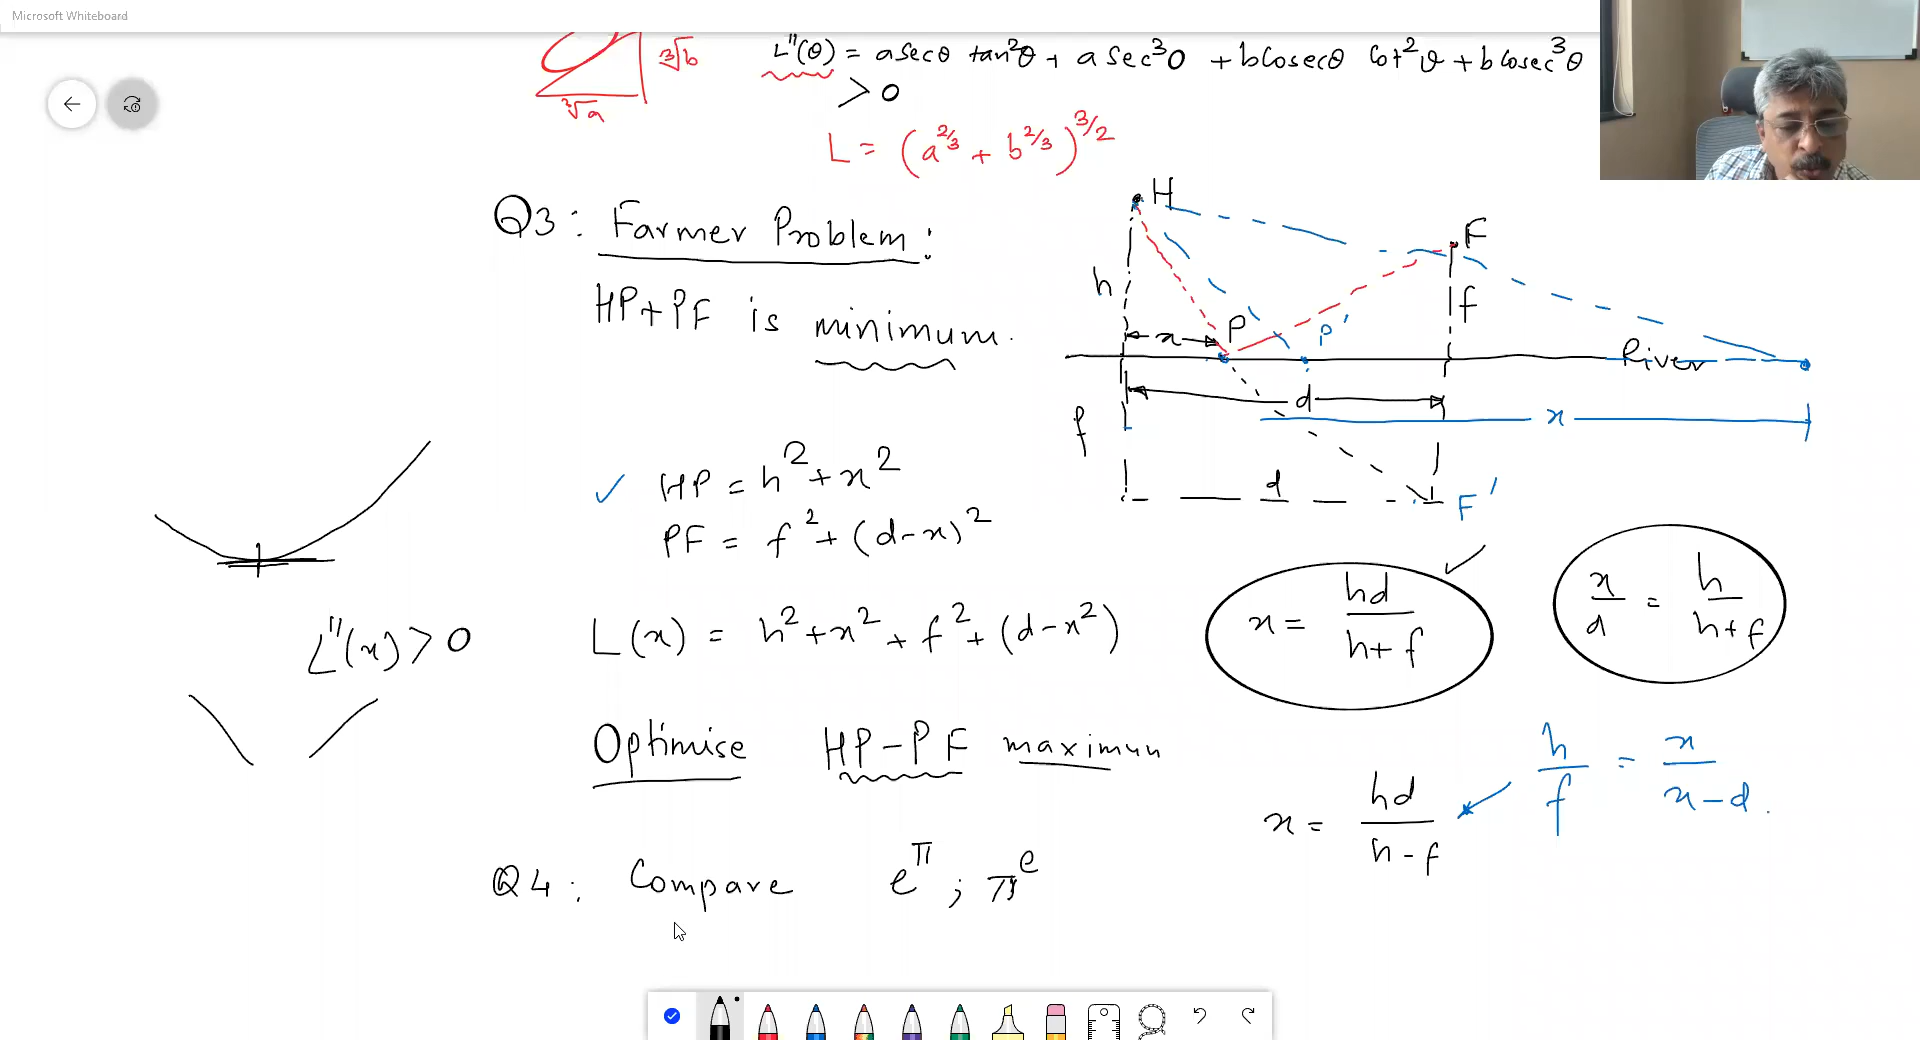 Microsoft Whiteboard
∛b
∛a
L''(θ) = a secθ tan²θ + a Sec³θ + b Cosecθ Cot²θ + b Cosec³θ
> 0
L = (a^2/3 + b^2/3)^3/2
Q3: Farmer Problem:
HP+PF is minimum.
H
F
h
f
x
P
P'
River
d
x
f
d
F'
HP = h² + x²
PF = f² + (d-x)²
L(x) = h² + x² + f² + (d-x²)
L''(x) > 0
x = hd/h+f
x/d = h/h+f
Optimise HP-PF maximum
h/f = x/x-d.
x = hd/h-f
Q4: Compare e^π ; π^e